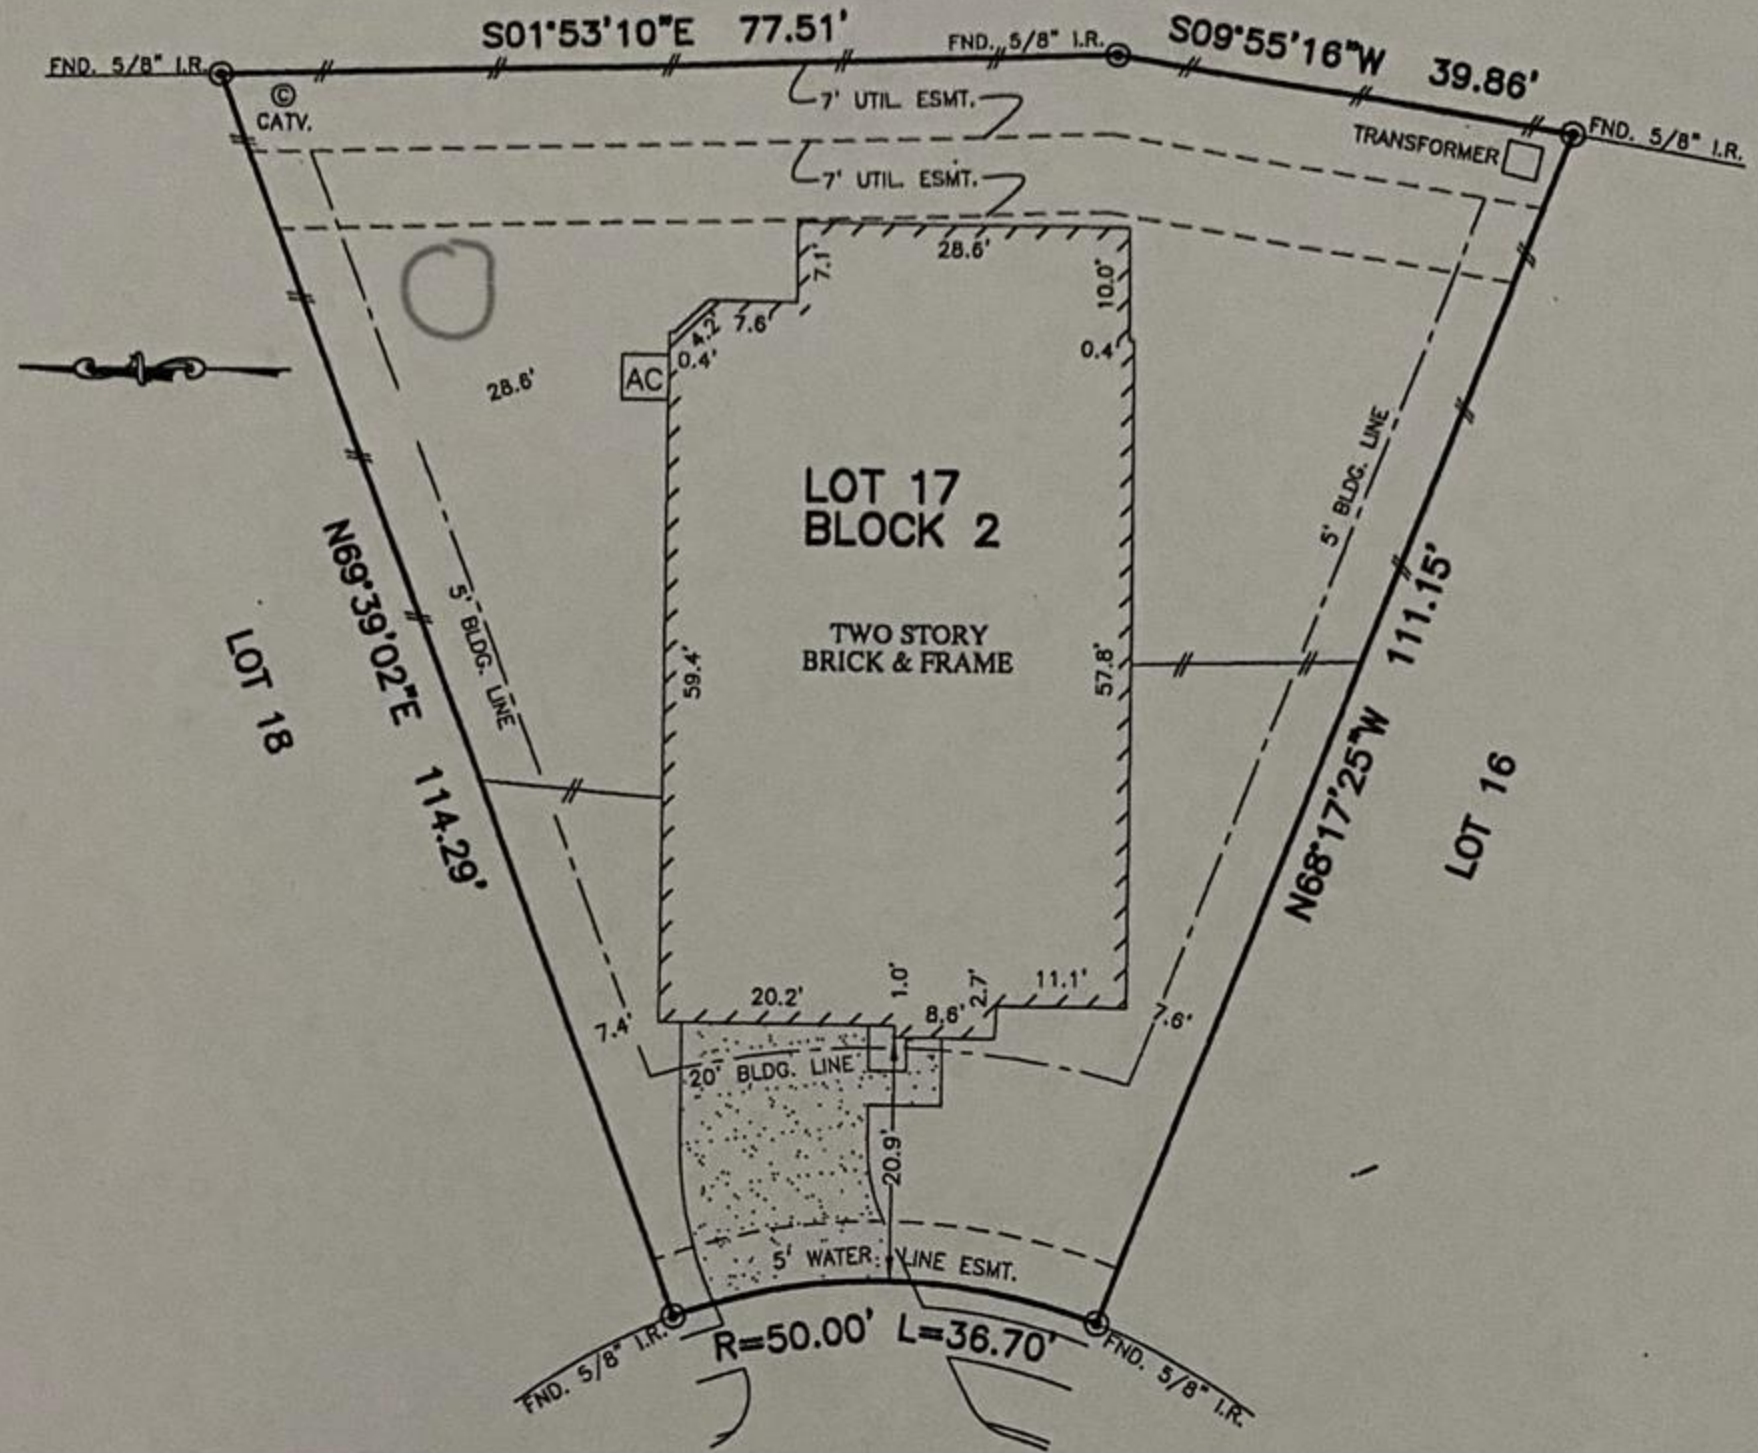 S01°53'10"E 77.51'
S09°55'16"W 39.86'
FND. 5/8" I.R.
FND. 5/8" I.R.
FND. 5/8" I.R.
©
CATV.
7' UTIL. ESMT.
TRANSFORMER
7' UTIL. ESMT.
28.6'
7.1'
10.0'
4.2'
7.6'
0.4'
0.4'
AC
28.6'
LOT 17
BLOCK 2
TWO STORY
BRICK & FRAME
59.4'
57.8'
5' BLDG. LINE
5' BLDG. LINE
N69°39'02"E 114.29'
N68°17'25"W 111.15'
LOT 18
LOT 16
20.2'
1.0'
8.6'
2.7'
11.1'
7.4'
7.6'
20' BLDG. LINE
20.9'
5' WATER LINE ESMT.
R=50.00' L=36.70'
FND. 5/8" I.R.
FND. 5/8" I.R.